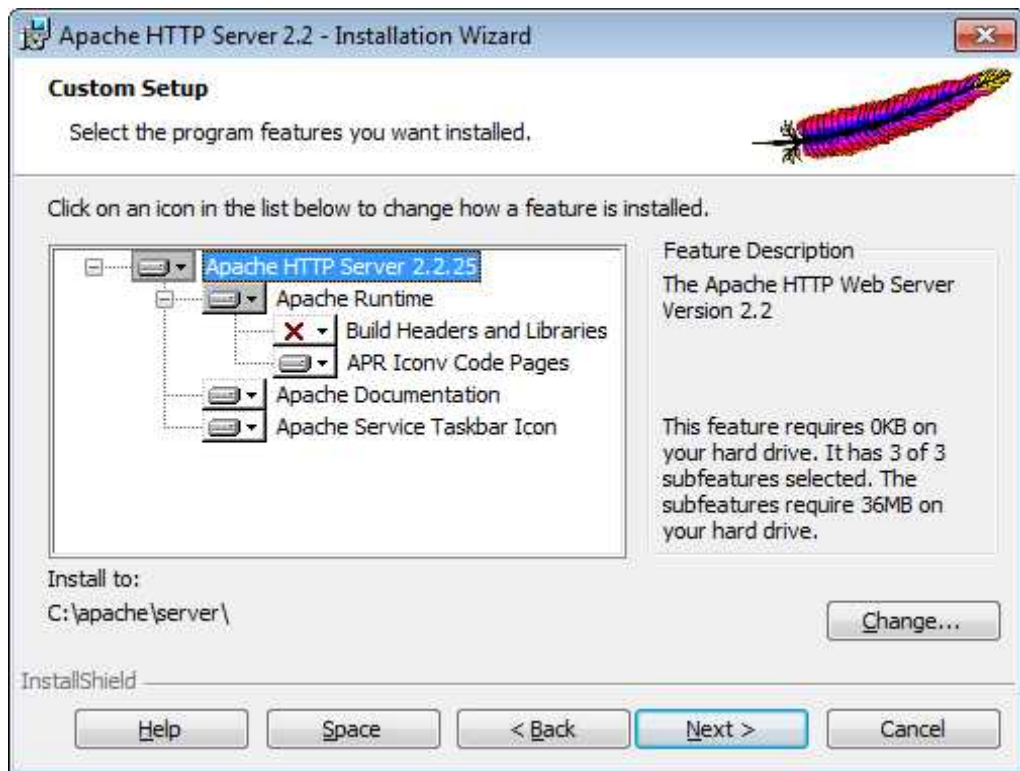 Apache HTTP Server 2.2 - Installation Wizard
Custom Setup
Select the program features you want installed.
Click on an icon in the list below to change how a feature is installed.
Apache HTTP Server 2.2.25
Apache Runtime
Build Headers and Libraries
APR Iconv Code Pages
Apache Documentation
Apache Service Taskbar Icon
Feature Description
The Apache HTTP Web Server
Version 2.2
This feature requires 0KB on
your hard drive. It has 3 of 3
subfeatures selected. The
subfeatures require 36MB on
your hard drive.
Install to:
C:\apache\server\
Change...
InstallShield
Help
Space
< Back
Next >
Cancel